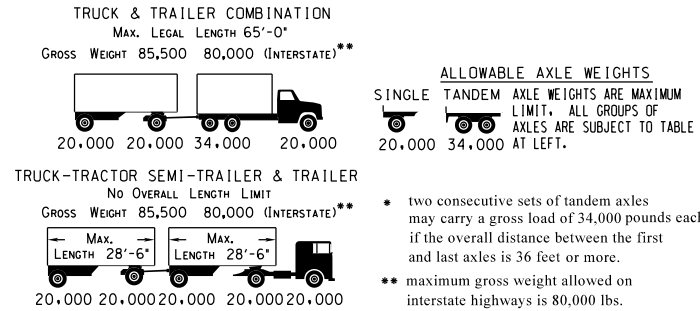 TRUCK & TRAILER COMBINATION
MAX. LEGAL LENGTH 65'-0"
GROSS WEIGHT 85,500 80,000 (INTERSTATE)**
20,000 20,000 34,000 20,000
ALLOWABLE AXLE WEIGHTS
SINGLE TANDEM AXLE WEIGHTS ARE MAXIMUM
LIMIT. ALL GROUPS OF
AXLES ARE SUBJECT TO TABLE
20,000 34,000 AT LEFT.
TRUCK-TRACTOR SEMI-TRAILER & TRAILER
NO OVERALL LENGTH LIMIT
GROSS WEIGHT 85,500 80,000 (INTERSTATE)**
MAX. MAX.
LENGTH 28'-6" LENGTH 28'-6"
20,000 20,000 20,000 20,000 20,000
* two consecutive sets of tandem axles
may carry a gross load of 34,000 pounds eac
if the overall distance between the first
and last axles is 36 feet or more.
** maximum gross weight allowed on
interstate highways is 80,000 lbs.